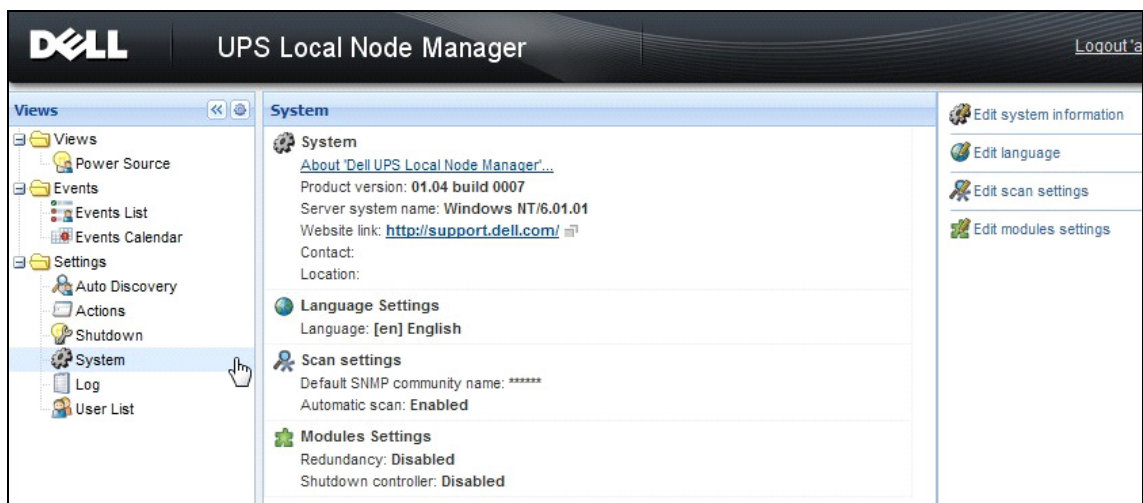 DELL
UPS Local Node Manager
Logout 'a
Views
Views
Power Source
Events
Events List
Events Calendar
Settings
Auto Discovery
Actions
Shutdown
System
Log
User List
System
System
About 'Dell UPS Local Node Manager'...
Product version: 01.04 build 0007
Server system name: Windows NT/6.01.01
Website link: http://support.dell.com/
Contact:
Location:
Language Settings
Language: [en] English
Scan settings
Default SNMP community name: ******
Automatic scan: Enabled
Modules Settings
Redundancy: Disabled
Shutdown controller: Disabled
Edit system information
Edit language
Edit scan settings
Edit modules settings